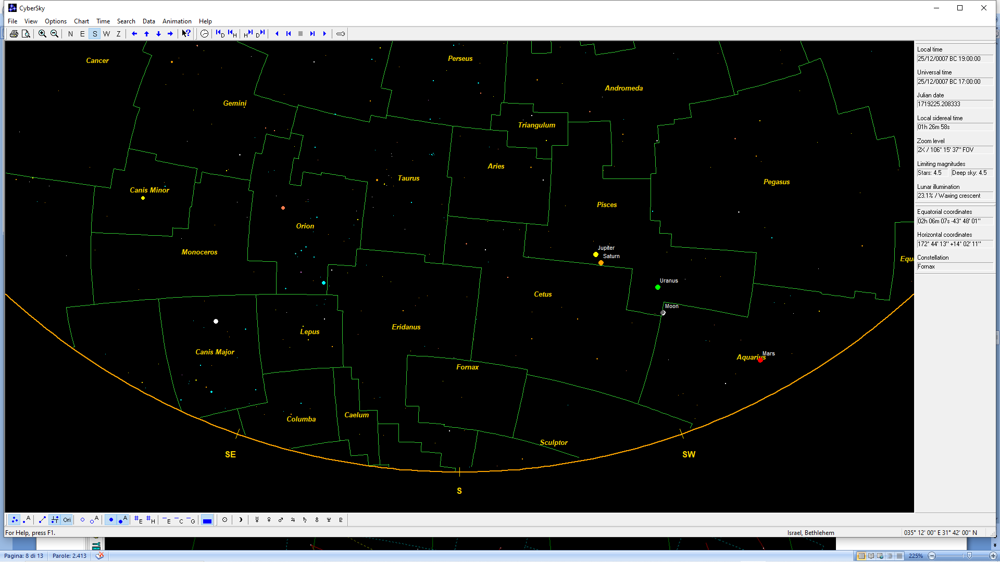 CyberSky
File View Options Chart Time Search Data Animation Help
N E S W Z D H H D
Cancer
Perseus
Andromeda
Gemini
Triangulum
Aries
Taurus
Pegasus
Canis Minor
Pisces
Orion
Monoceros
Jupiter
Saturn
Equ
Uranus
Cetus
Moon
Eridanus
Lepus
Canis Major
Aquarius
Mars
Fornax
Columba
Caelum
Sculptor
SE
SW
S
Local time
25/12/0007 BC 19:00:00
Universal time
25/12/0007 BC 17:00:00
Julian date
1719225.208333
Local sidereal time
01h 26m 58s
Zoom level
2X / 106° 15' 37" FOV
Limiting magnitudes
Stars: 4.5 Deep sky: 4.5
Lunar illumination
23.1% / Waxing crescent
Equatorial coordinates
02h 06m 07s -43° 48' 01"
Horizontal coordinates
172° 44' 13" +14° 02' 11"
Constellation
Fornax
A Ori A A #E #H E C G
For Help, press F1.
Israel, Bethlehem
035° 12' 00" E 31° 42' 00" N
Pagina: 8 di 13 Parole: 2.413
225%